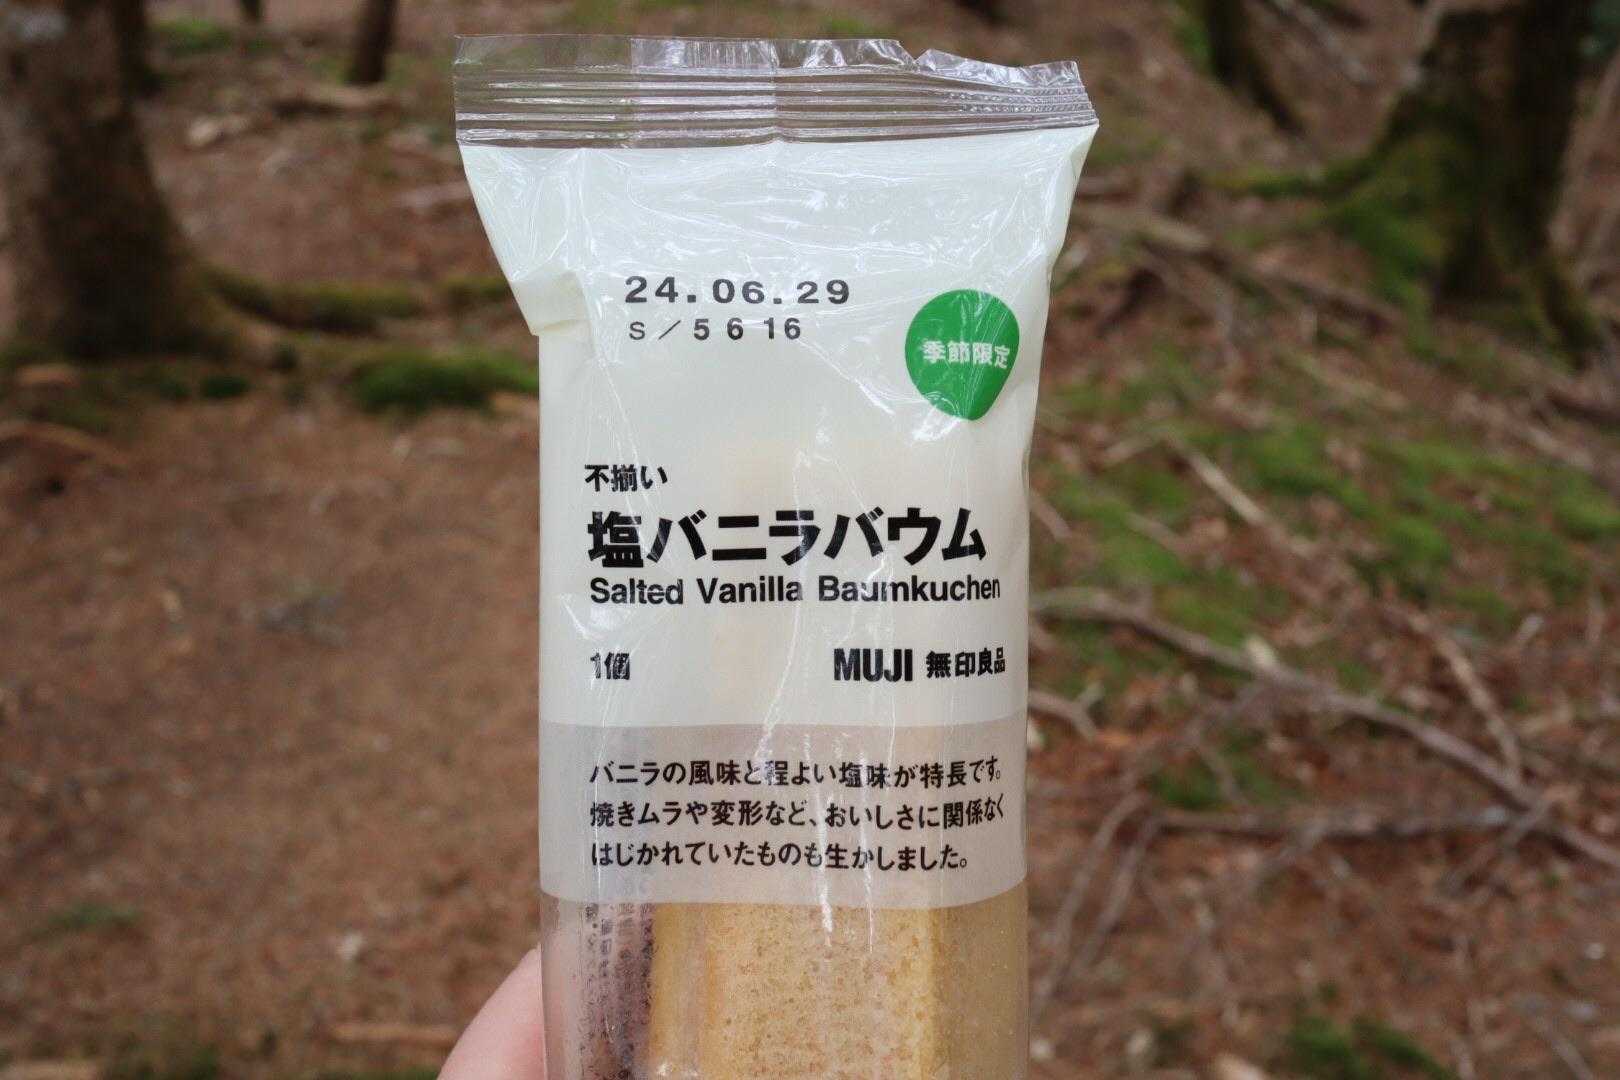 24.06.29
S/5616
季節限定
不揃い
塩バニラバウム
Salted Vanilla Baumkuchen
1個
MUJI 無印良品
バニラの風味と程よい塩味が特長です。
焼きムラや変形など、おいしさに関係なく
はじかれていたものも生かしました。